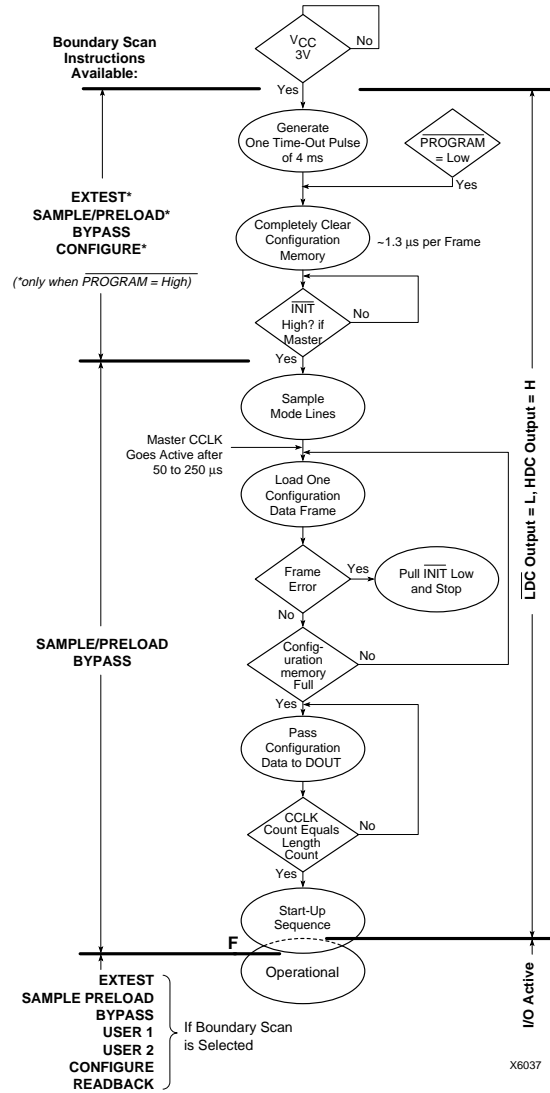 Boundary Scan
Instructions
Available:
VCC
3V
No
Yes
Generate
One Time-Out Pulse
of 4 ms
PROGRAM
= Low
Yes
EXTEST*
SAMPLE/PRELOAD*
BYPASS
CONFIGURE*
(*only when PROGRAM = High)
Completely Clear
Configuration
Memory
~1.3 µs per Frame
INIT
High? if
Master
No
Yes
Sample
Mode Lines
Master CCLK
Goes Active after
50 to 250 µs
Load One
Configuration
Data Frame
Frame
Error
Yes
Pull INIT Low
and Stop
No
SAMPLE/PRELOAD
BYPASS
Config-
uration
memory
Full
No
Yes
Pass
Configuration
Data to DOUT
CCLK
Count Equals
Length
Count
No
Yes
Start-Up
Sequence
F
Operational
EXTEST
SAMPLE PRELOAD
BYPASS
USER 1
USER 2
CONFIGURE
READBACK
If Boundary Scan
is Selected
LDC Output = L, HDC Output = H
I/O Active
X6037